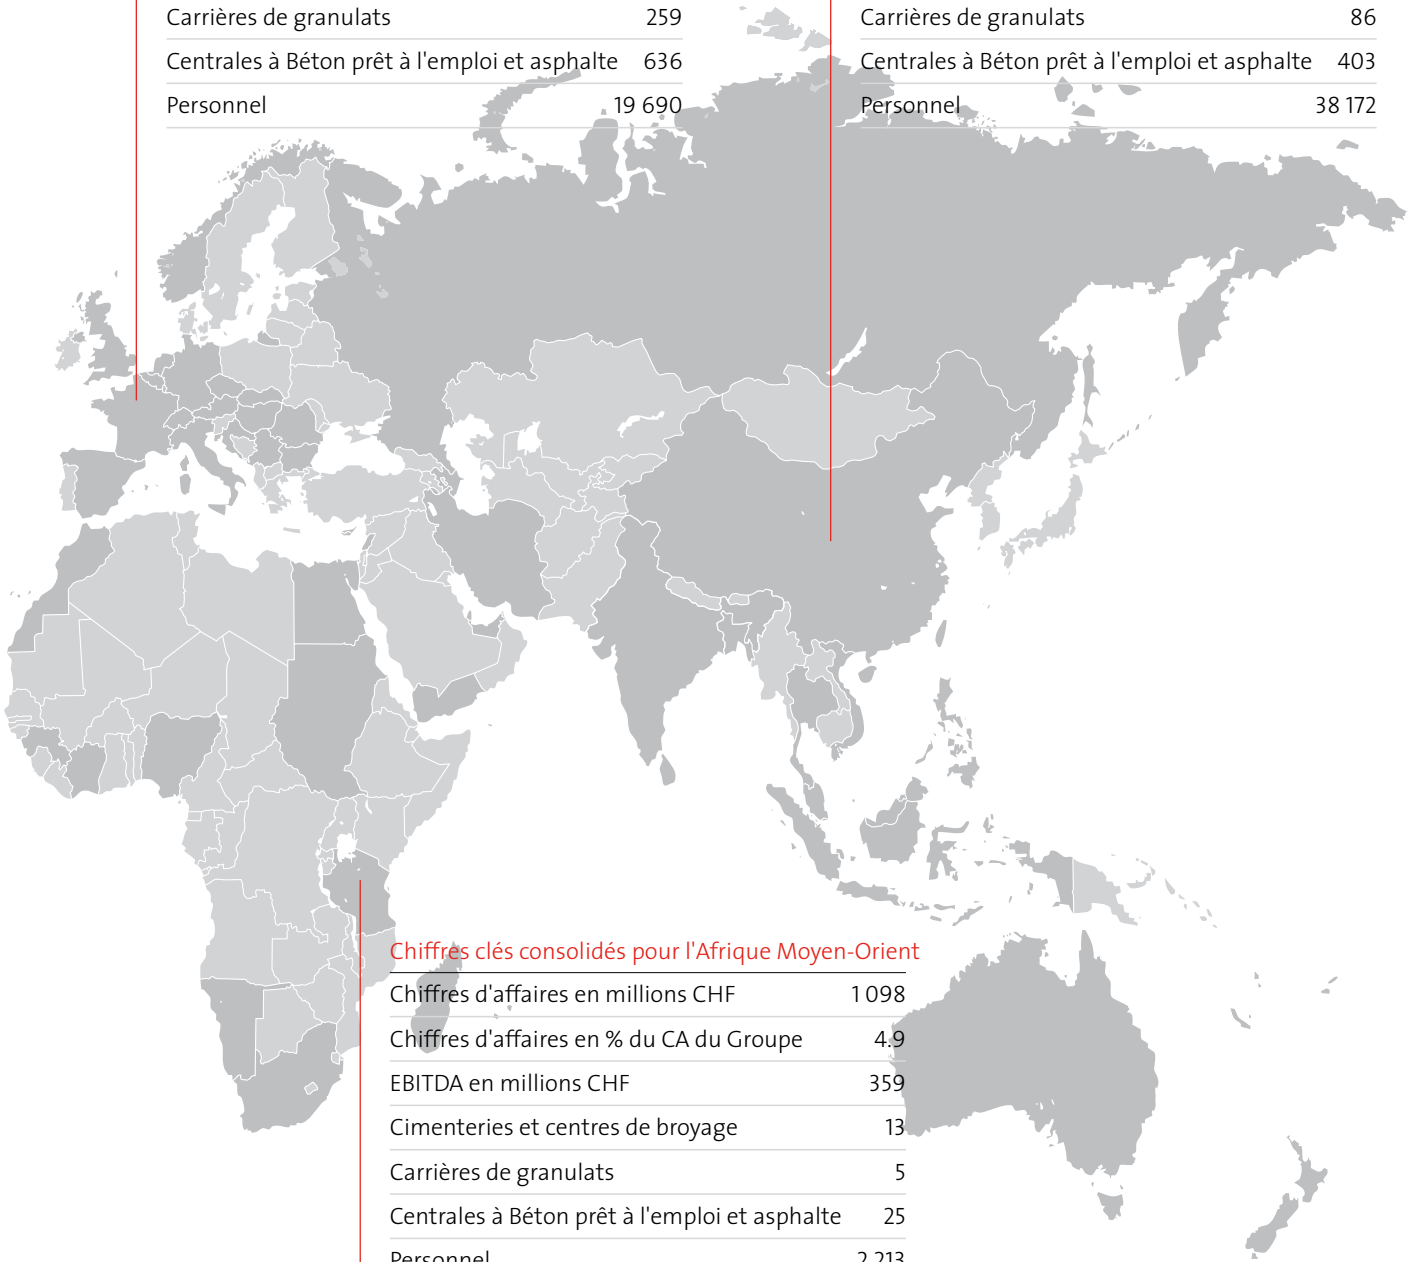 Carrières de granulats 259
Centrales à Béton prêt à l'emploi et asphalte 636
Personnel 19 690
Carrières de granulats 86
Centrales à Béton prêt à l'emploi et asphalte 403
Personnel 38 172
Chiffres clés consolidés pour l'Afrique Moyen-Orient
Chiffres d'affaires en millions CHF 1 098
Chiffres d'affaires en % du CA du Groupe 4.9
EBITDA en millions CHF 359
Cimenteries et centres de broyage 13
Carrières de granulats 5
Centrales à Béton prêt à l'emploi et asphalte 25
Personnel 2 213